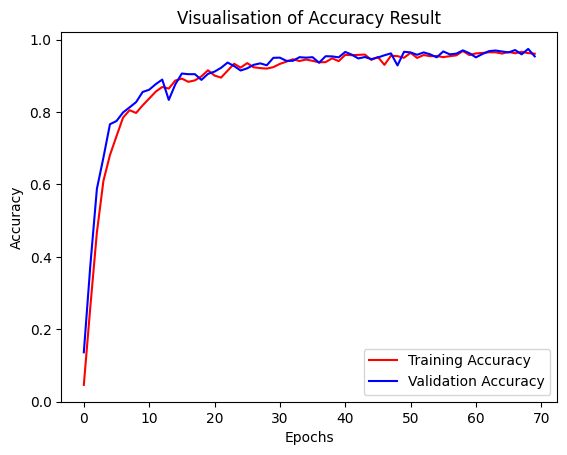 Visualisation of Accuracy Result
1.0
0.8
0.6
0.4
0.2
0.0
Accuracy
0 10 20 30 40 50 60 70
Epochs
Training Accuracy
Validation Accuracy